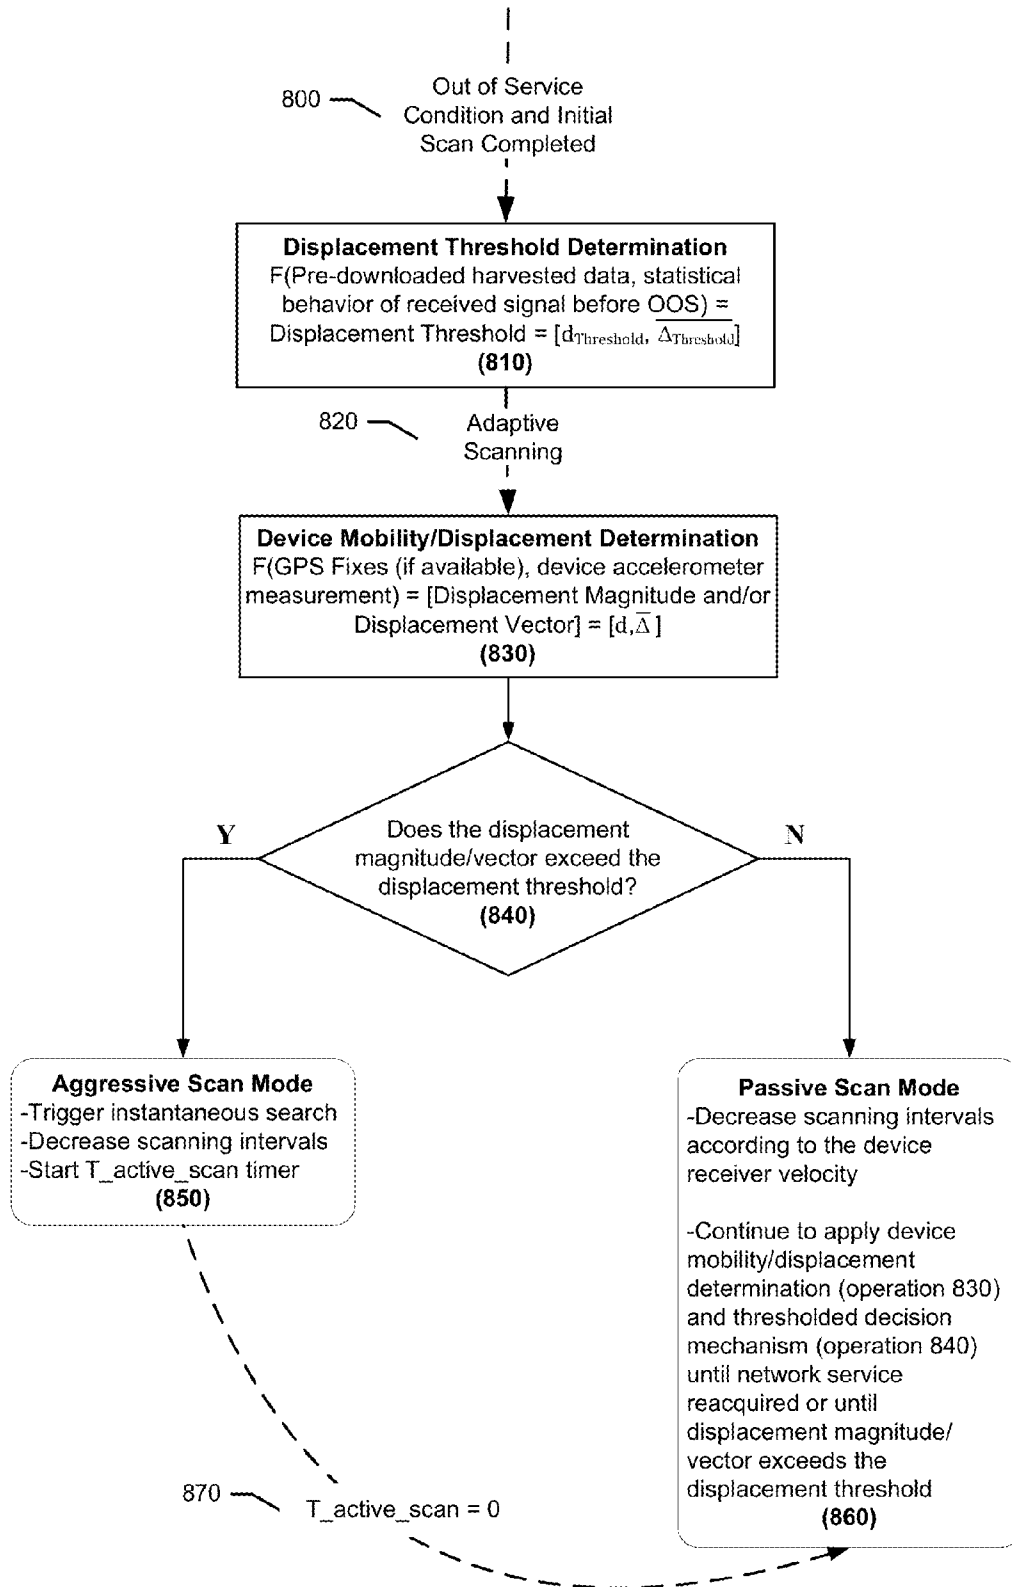 800
Out of Service
Condition and Initial
Scan Completed
Displacement Threshold Determination
F(Pre-downloaded harvested data, statistical
behavior of received signal before OOS) =
Displacement Threshold = [dThreshold, ΔThreshold]
(810)
820
Adaptive
Scanning
Device Mobility/Displacement Determination
F(GPS Fixes (if available), device accelerometer
measurement) = [Displacement Magnitude and/or
Displacement Vector] = [d,Δ̅ ]
(830)
Y
N
Does the displacement
magnitude/vector exceed the
displacement threshold?
(840)
Aggressive Scan Mode
-Trigger instantaneous search
-Decrease scanning intervals
-Start T_active_scan timer
(850)
Passive Scan Mode
-Decrease scanning intervals
according to the device
receiver velocity
-Continue to apply device
mobility/displacement
determination (operation 830)
and thresholded decision
mechanism (operation 840)
until network service
reacquired or until
displacement magnitude/
vector exceeds the
displacement threshold
(860)
870
T_active_scan = 0